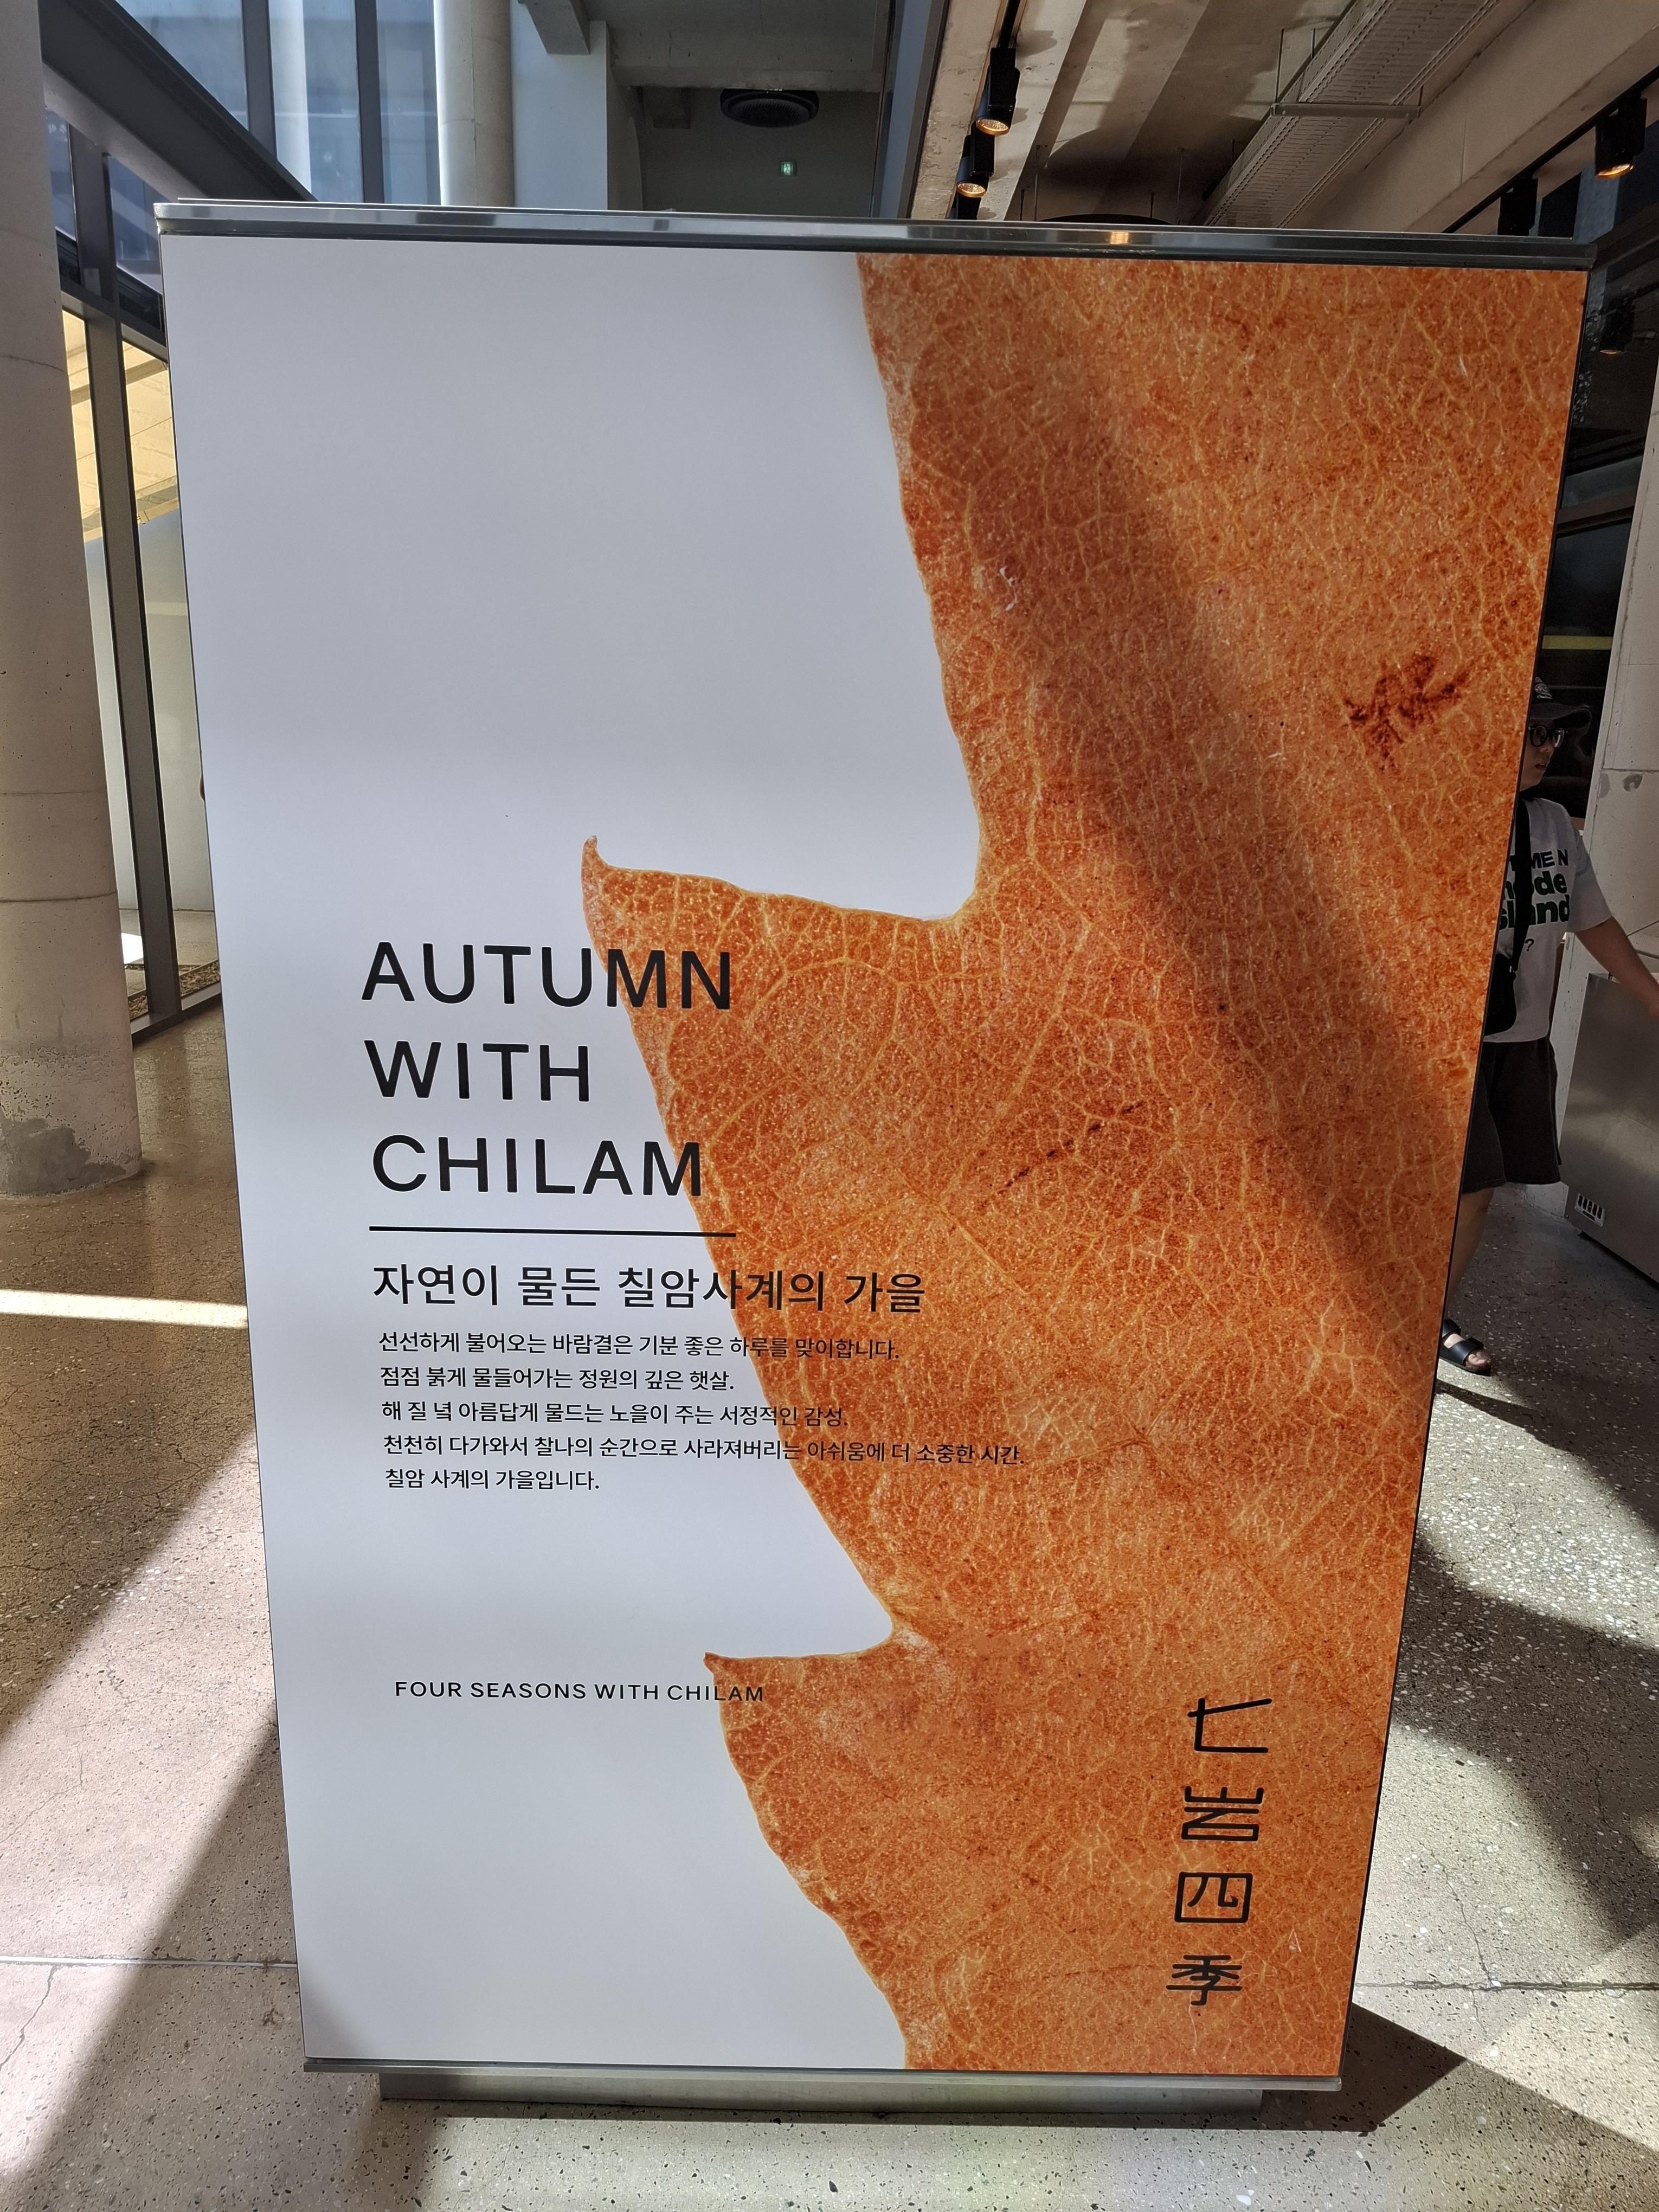 AUTUMN
WITH
CHILAM
자연이 물든 칠암사계의 가을
선선하게 불어오는 바람결은 기분 좋은 하루를 맞이합니다.
점점 붉게 물들어가는 정원의 깊은 햇살.
해 질 녘 아름답게 물드는 노을이 주는 서정적인 감성.
천천히 다가와서 찰나의 순간으로 사라져버리는 아쉬움에 더 소중한 시간.
칠암 사계의 가을입니다.
FOUR SEASONS WITH CHILAM
七岩四季